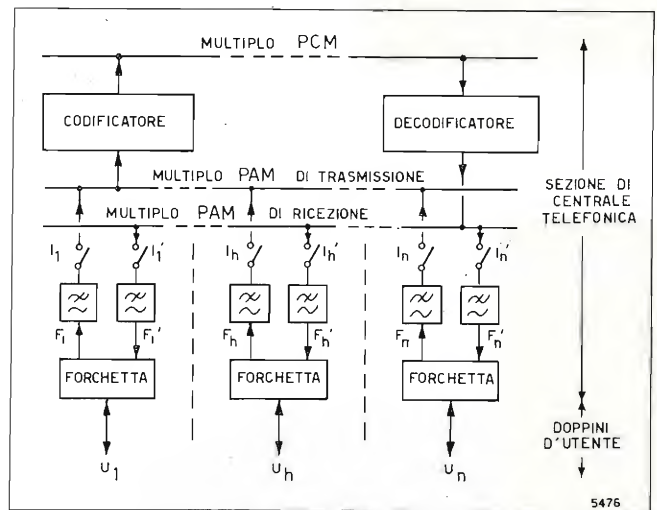 MULTIPLO PCM
CODIFICATORE
DECODIFICATORE
MULTIPLO PAM DI TRASMISSIONE
MULTIPLO PAM DI RICEZIONE
SEZIONE DI
CENTRALE
TELEFONICA
I1 I1' Ih Ih' In In'
F1 F1' Fh Fh' Fn Fn'
FORCHETTA FORCHETTA FORCHETTA
DOPPINI
D'UTENTE
U1 Uh Un
5476